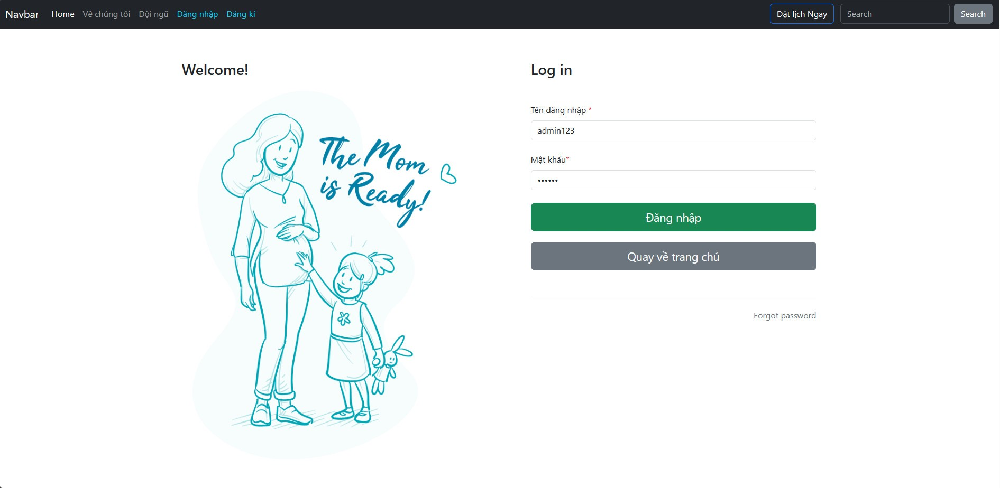 Navbar Home Về chúng tôi Đội ngũ Đăng nhập Đăng kí Đặt lịch Ngay Search Search
Welcome!
The Mom
is Ready!
Log in
Tên đăng nhập *
admin123
Mật khẩu*
••••••
Đăng nhập
Quay về trang chủ
Forgot password